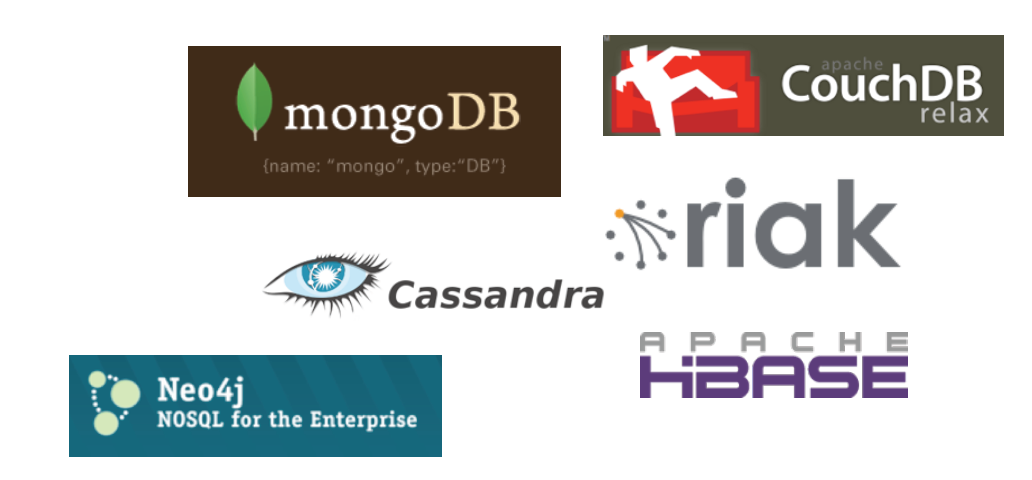 mongoDB
{name: “mongo”, type:“DB”}
apache
CouchDB
relax
riak
Cassandra
APACHE
HBASE
Neo4j
NOSQL for the Enterprise